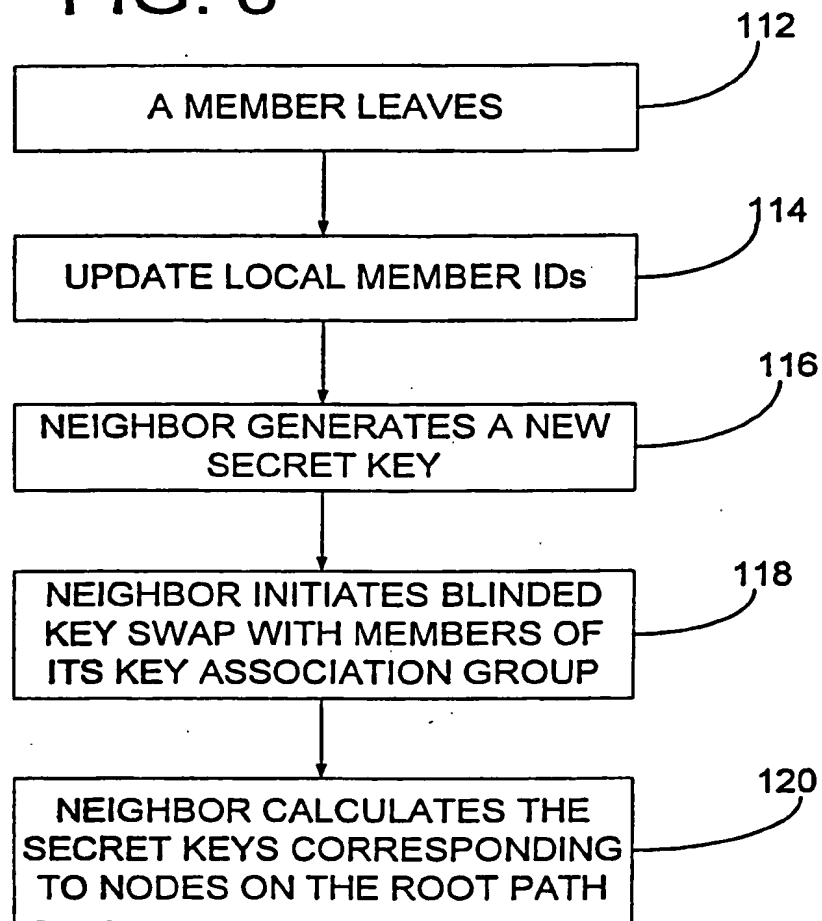 FIG.
112
A MEMBER LEAVES
114
UPDATE LOCAL MEMBER IDs
116
NEIGHBOR GENERATES A NEW
SECRET KEY
118
NEIGHBOR INITIATES BLINDED
KEY SWAP WITH MEMBERS OF
ITS KEY ASSOCIATION GROUP
120
NEIGHBOR CALCULATES THE
SECRET KEYS CORRESPONDING
TO NODES ON THE ROOT PATH